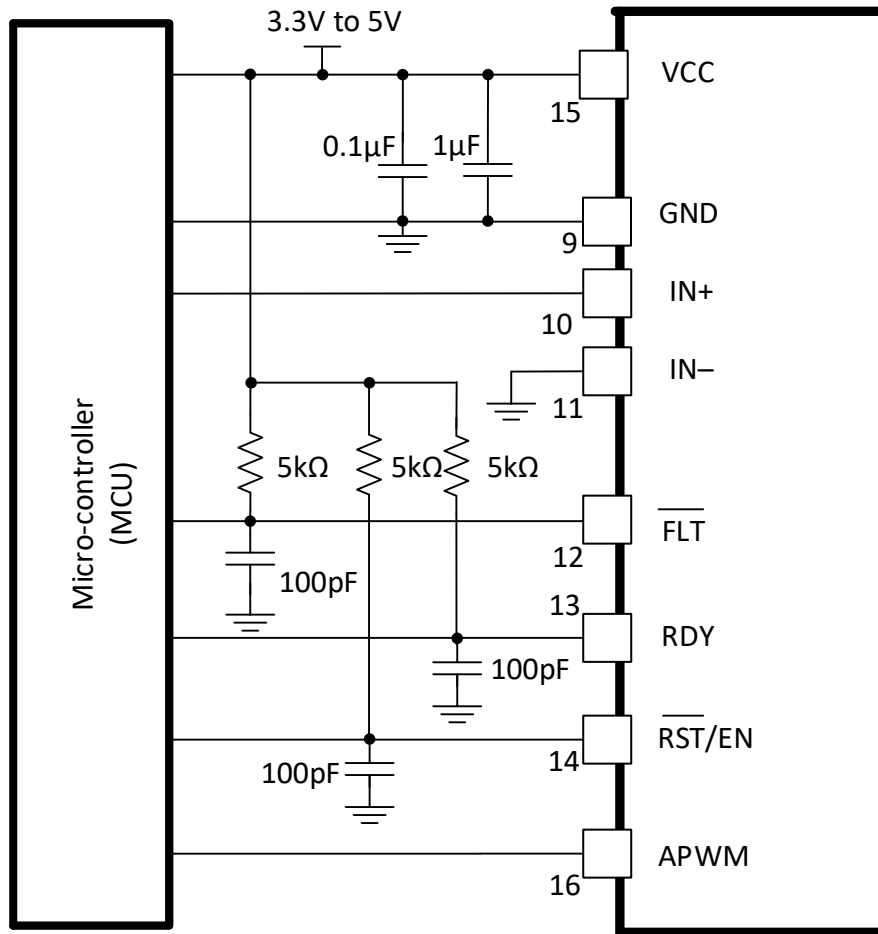 3.3V to 5V
VCC
15
0.1µF
1µF
GND
9
IN+
10
IN–
11
Micro-controller
(MCU)
5kΩ
5kΩ
5kΩ
FLT
12
100pF
13
RDY
100pF
RST/EN
14
100pF
APWM
16